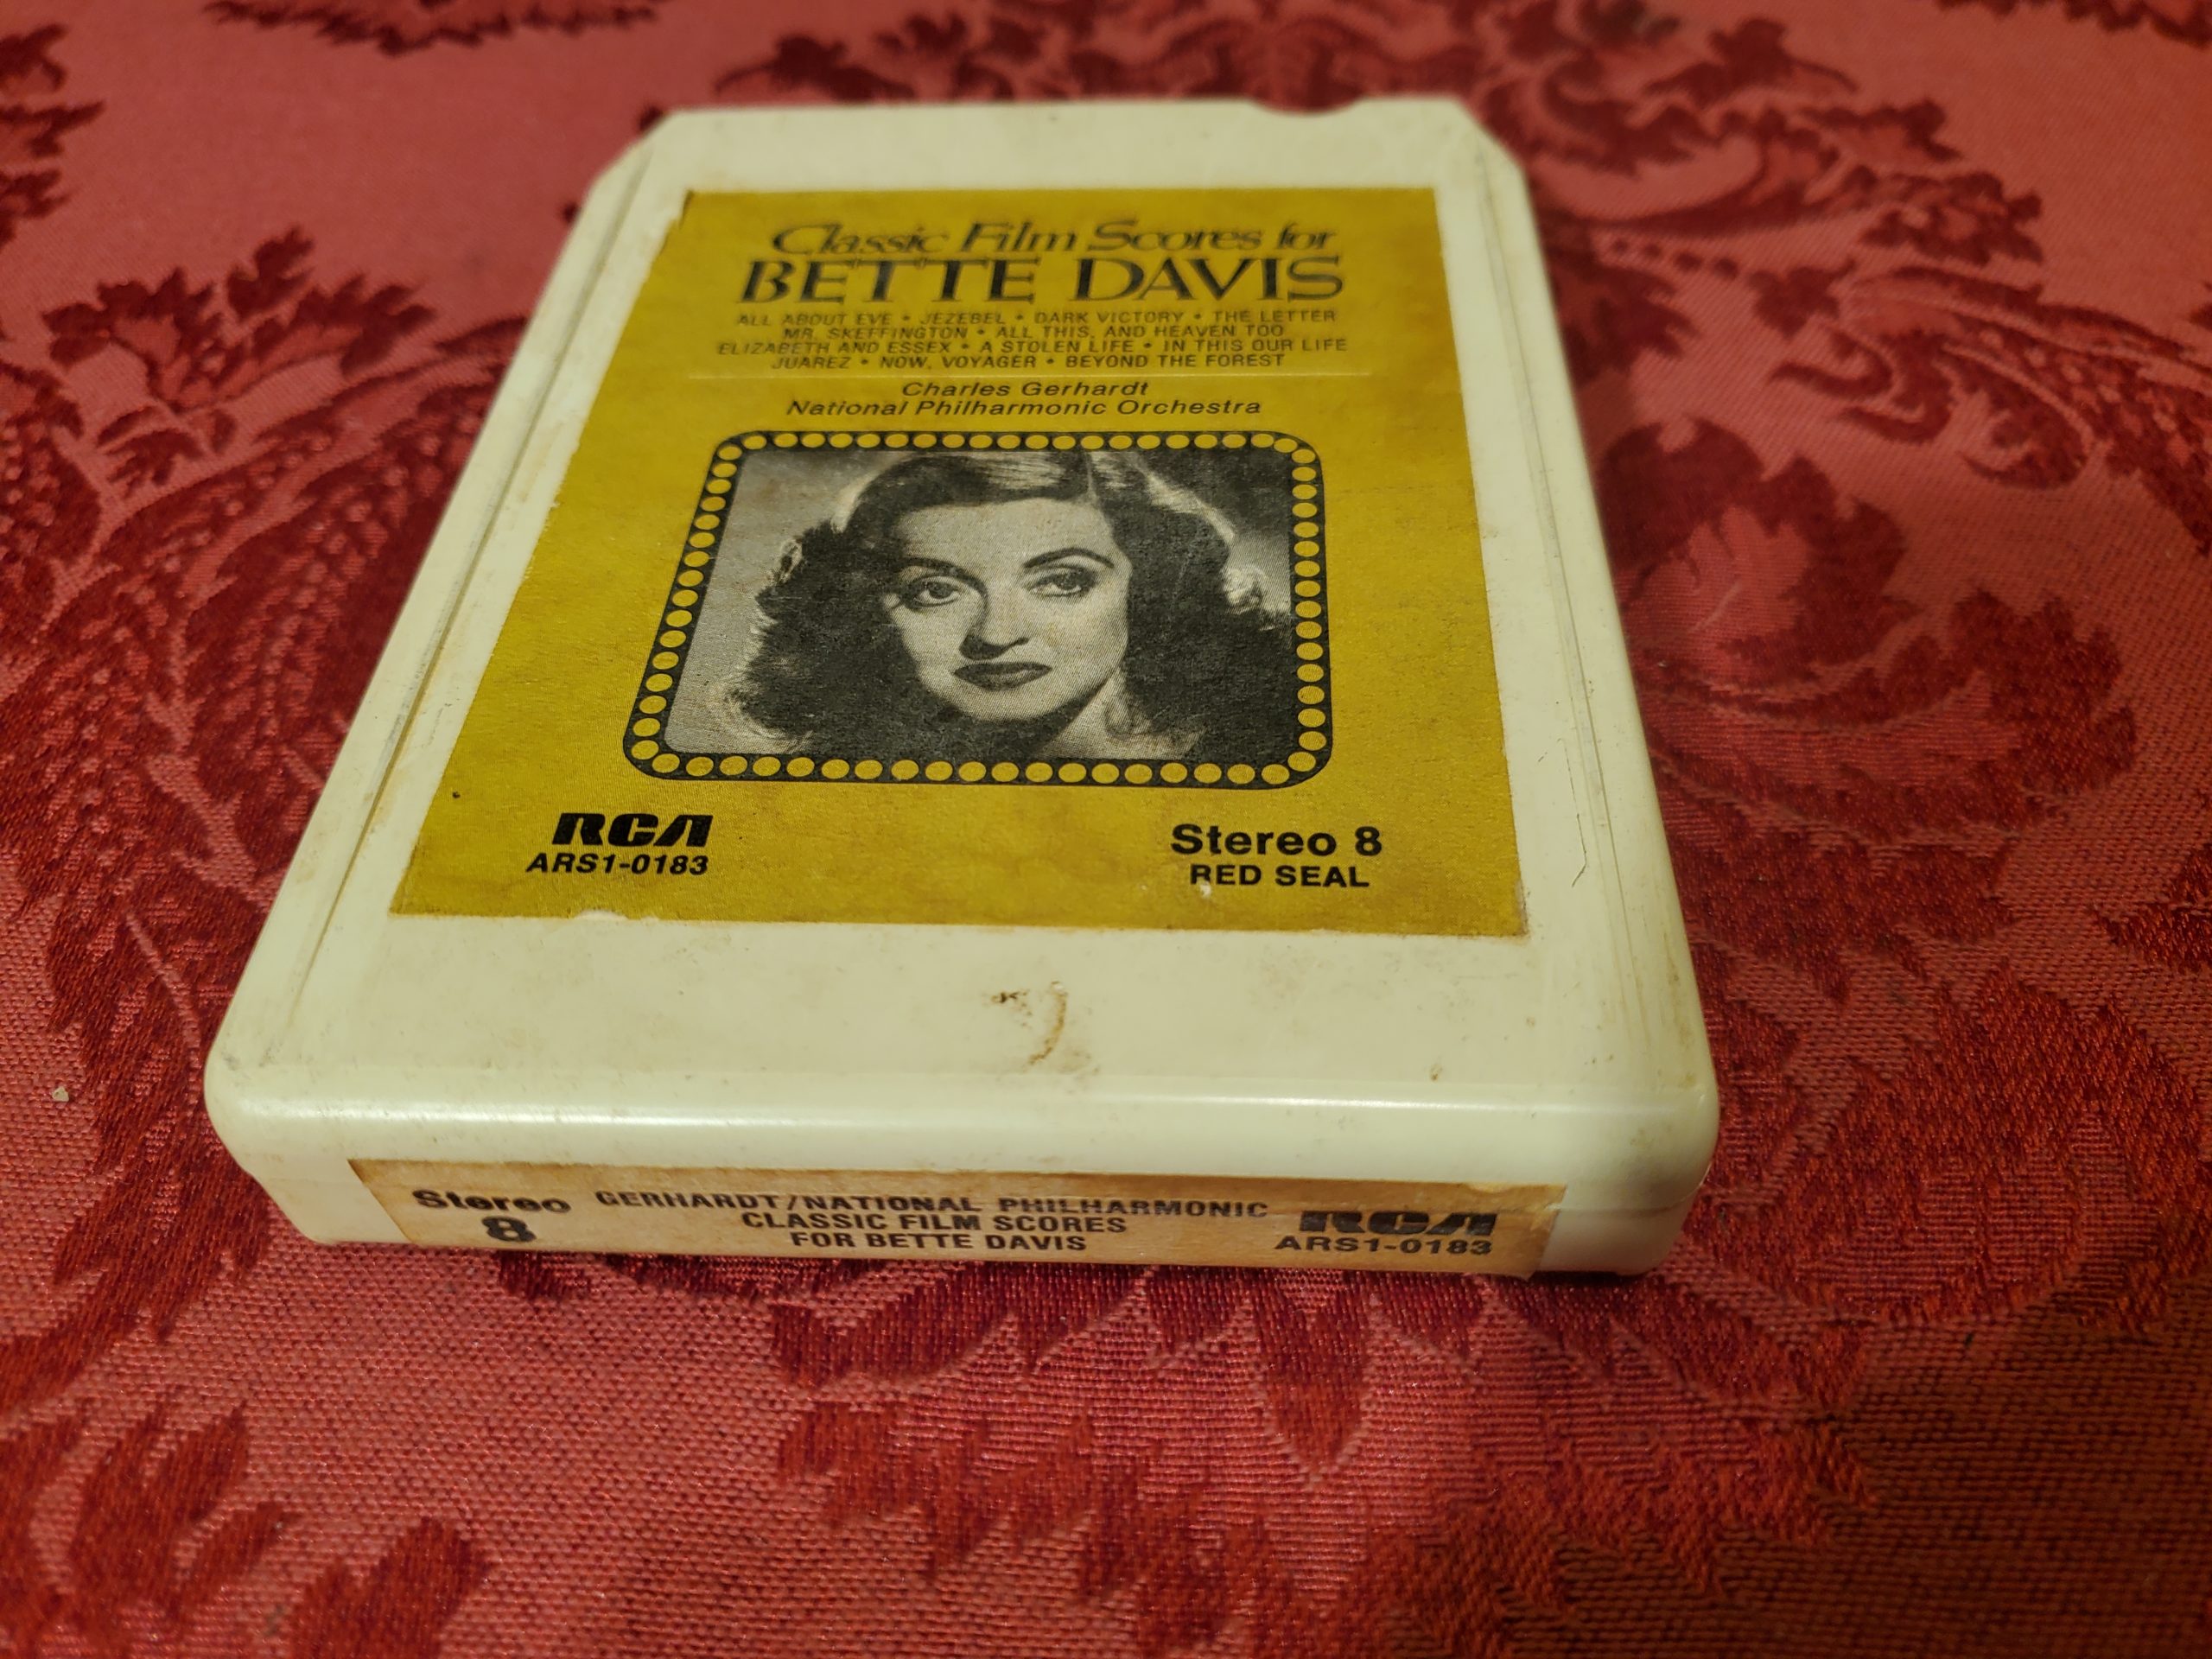 Classic Film Scores for
BETTE DAVIS
ALL ABOUT EVE • JEZEBEL • DARK VICTORY • THE LETTER
MR. SKEFFINGTON • ALL THIS, AND HEAVEN TOO
ELIZABETH AND ESSEX • A STOLEN LIFE • IN THIS OUR LIFE
JUAREZ • NOW, VOYAGER • BEYOND THE FOREST
Charles Gerhardt
National Philharmonic Orchestra
RCA
ARS1-0183
Stereo 8
RED SEAL
Stereo
8
GERHARDT/NATIONAL PHILHARMONIC
CLASSIC FILM SCORES
FOR BETTE DAVIS
RCA
ARS1-0183